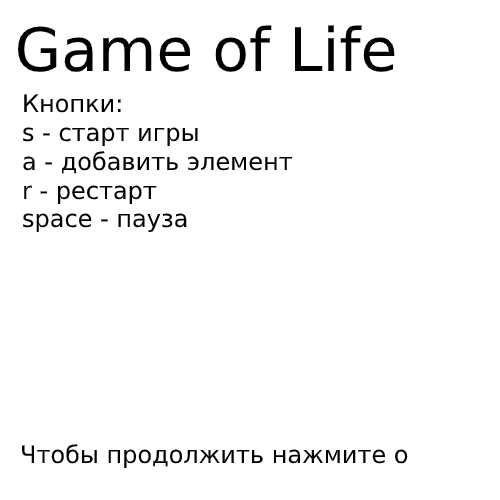 Game of Life
Кнопки:
s - старт игры
a - добавить элемент
r - рестарт
space - пауза
Чтобы продолжить нажмите o